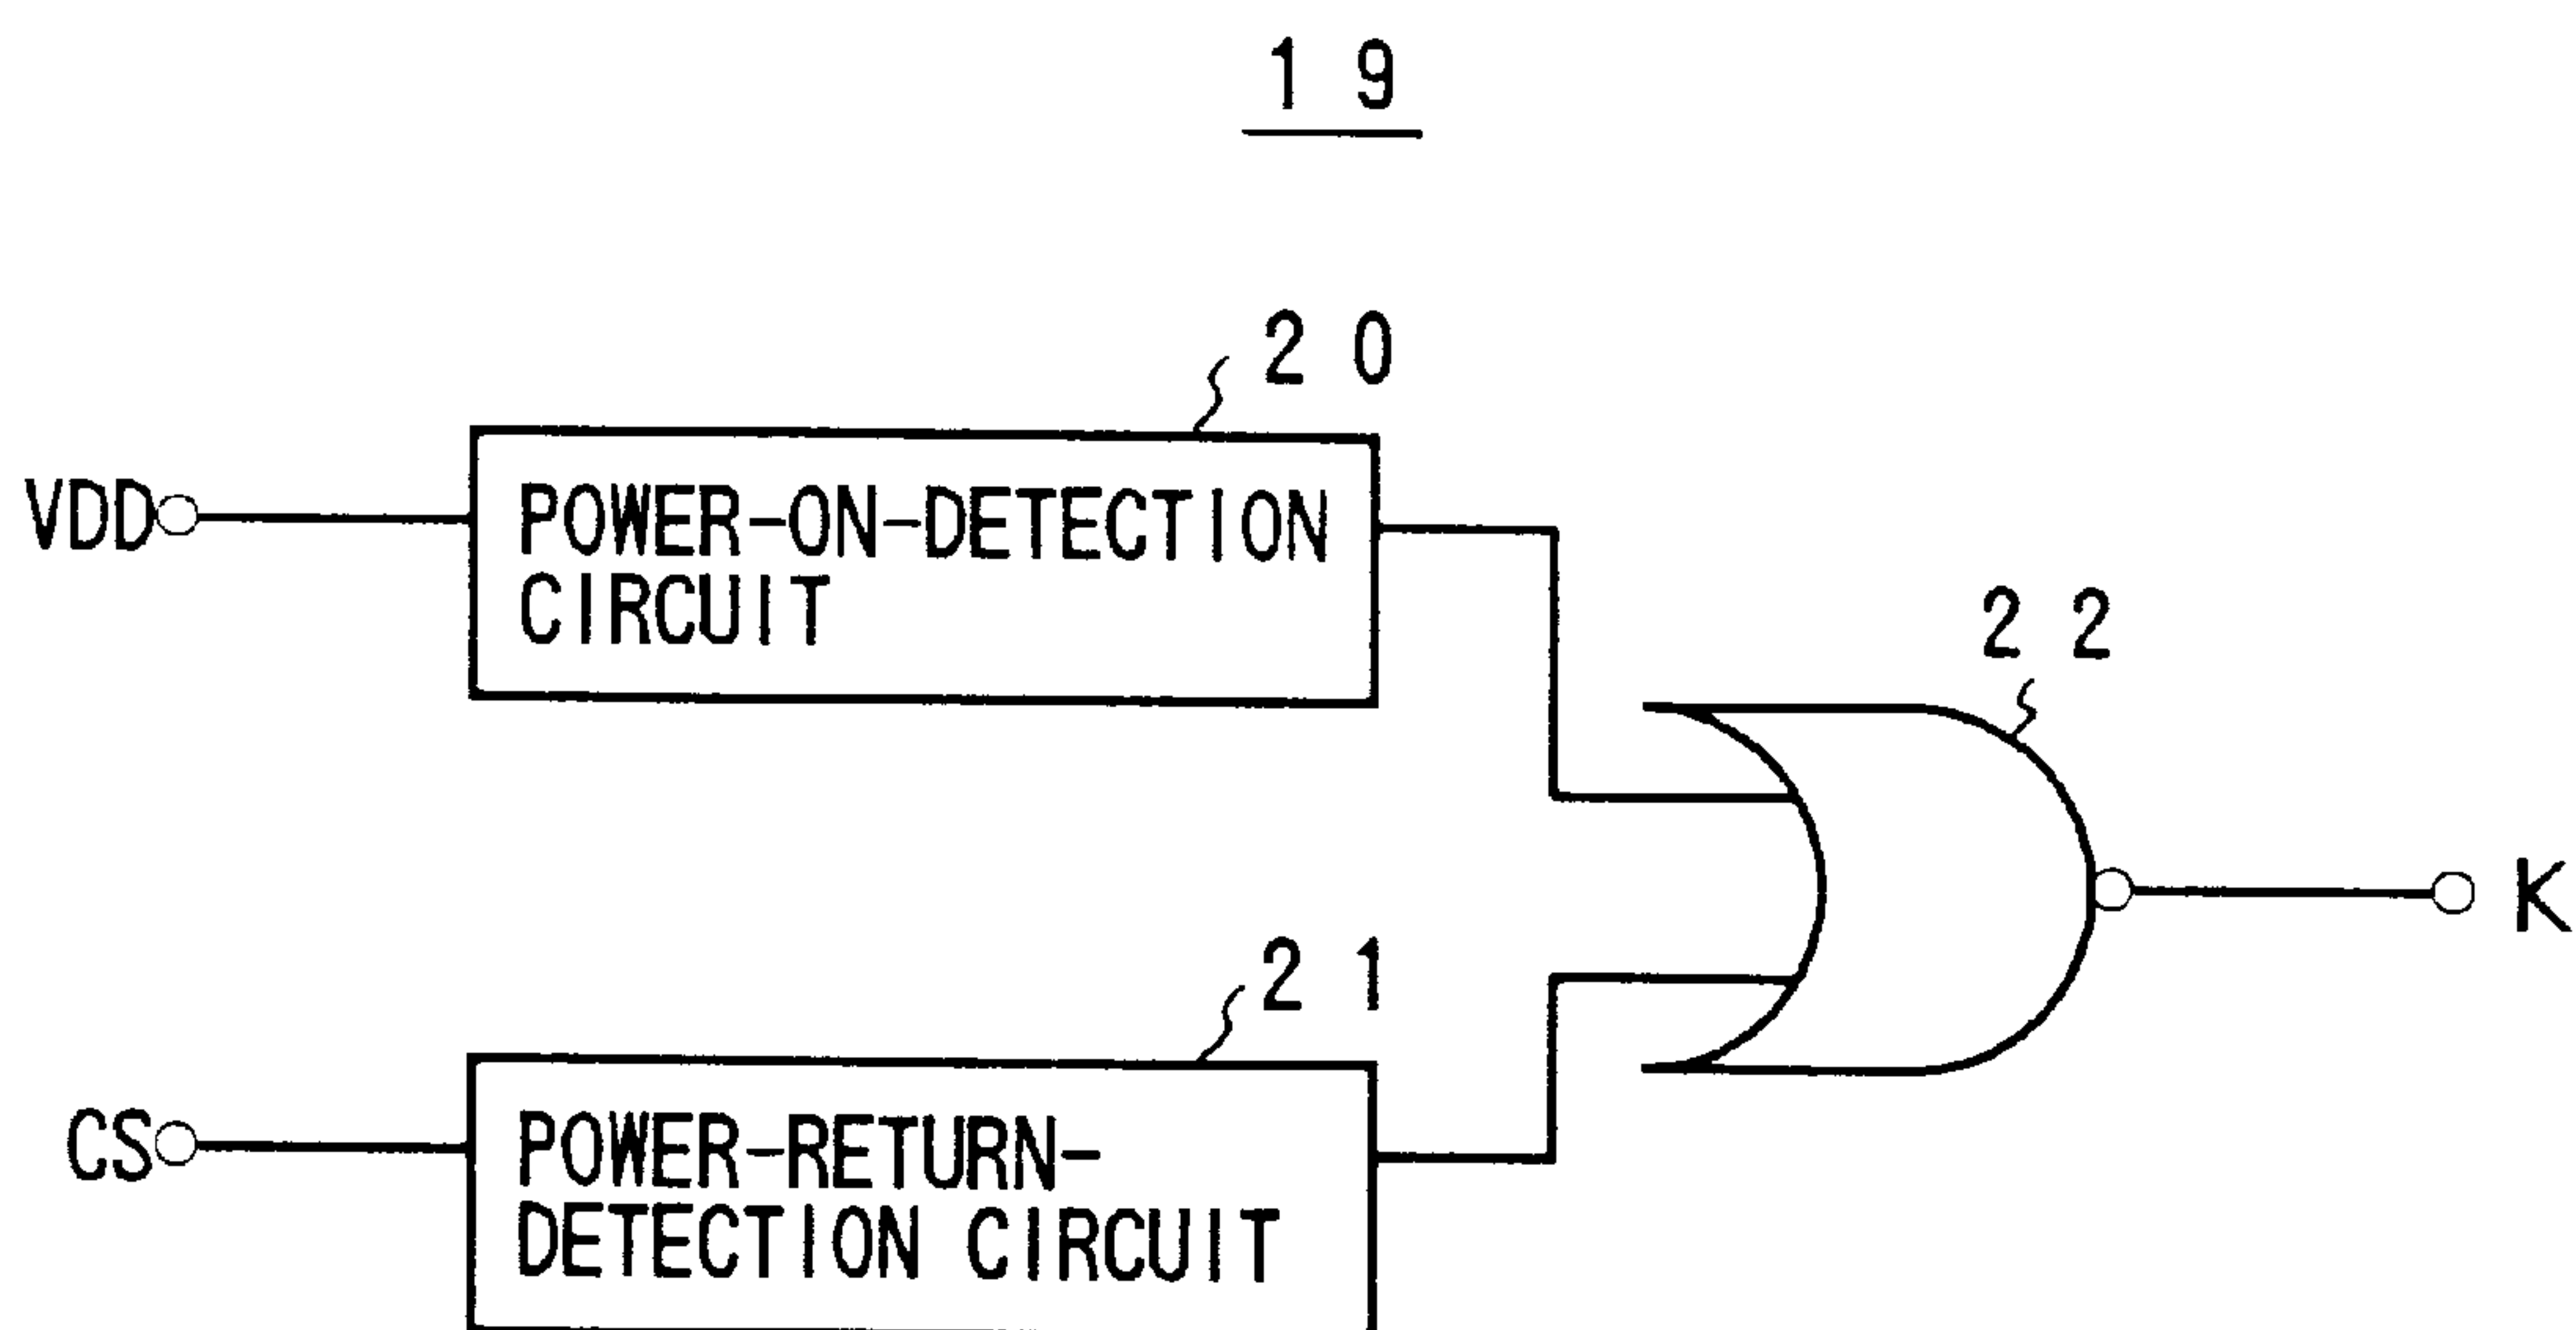 19
20
VDD
POWER-ON-DETECTION
CIRCUIT
22
K
21
CS
POWER-RETURN-
DETECTION CIRCUIT